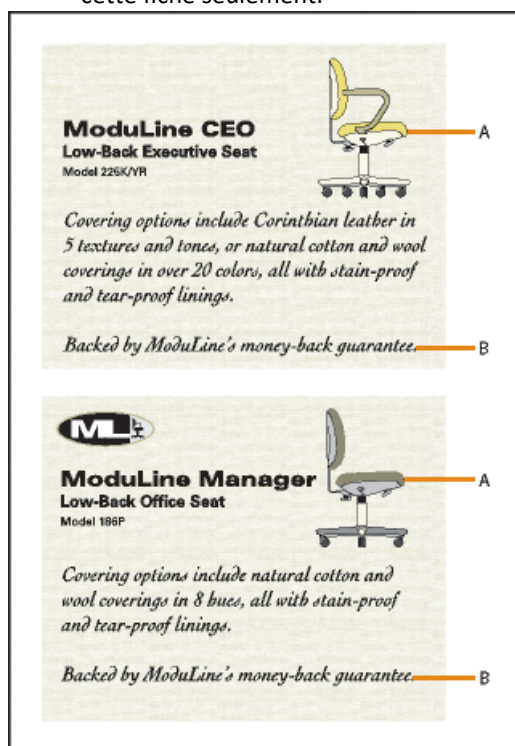 cette fiche seulement.
ModuLine CEO
Low-Back Executive Seat
Model 225K/YR
A
Covering options include Corinthian leather in
5 textures and tones, or natural cotton and wool
coverings in over 20 colors, all with stain-proof
and tear-proof linings.
Backed by ModuLine's money-back guarantee.
B
ML
ModuLine Manager
Low-Back Office Seat
Model 186P
A
Covering options include natural cotton and
wool coverings in 8 hues, all with stain-proof
and tear-proof linings.
Backed by ModuLine's money-back guarantee.
B